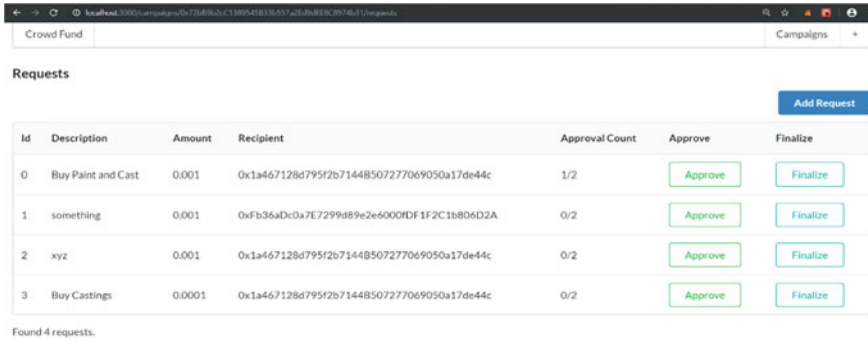 Crowd Fund Campaigns +
Requests
Add Request
Id Description Amount Recipient Approval Count Approve Finalize
0 Buy Paint and Cast 0.001 0x1a467128d795f2b7144B507277069050a17de44c 1/2 Approve Finalize
1 something 0.001 0xFb36aDc0a7E7299d89e2e6000fDF1F2C1b806D2A 0/2 Approve Finalize
2 xyz 0.001 0x1a467128d795f2b7144B507277069050a17de44c 0/2 Approve Finalize
3 Buy Castings 0.0001 0x1a467128d795f2b7144B507277069050a17de44c 0/2 Approve Finalize
Found 4 requests.